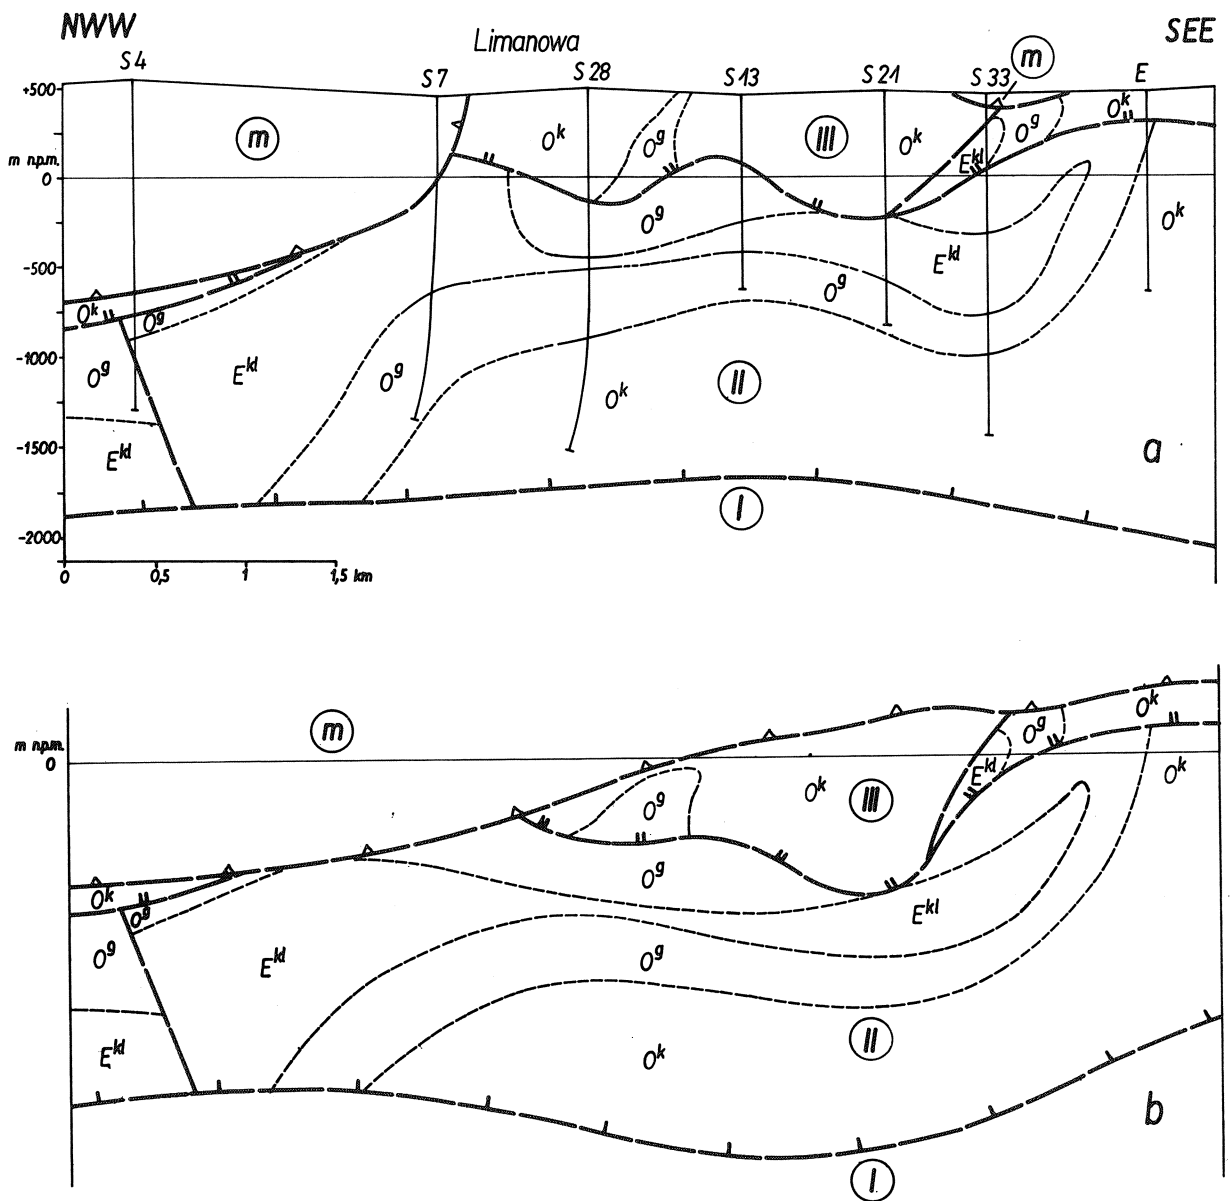 NWW Limanowa SEE
S 4 S 7 S 28 S 13 S 21 S 33 m E
+500
m O^k O^g III O^k O^g O^k
m n.p.m.
0
E^kl
O^g O^k
-500
E^kl
O^k O^g O^g
-1000
O^g E^kl O^g II O^k
-1500
E^kl a
I
-2000
0 0,5 1 1,5 km
m O^g O^k
m n.p.m.
0
O^g O^k III E^kl O^k
O^k O^g O^g E^kl
O^g E^kl O^g
E^kl O^k II
b
I